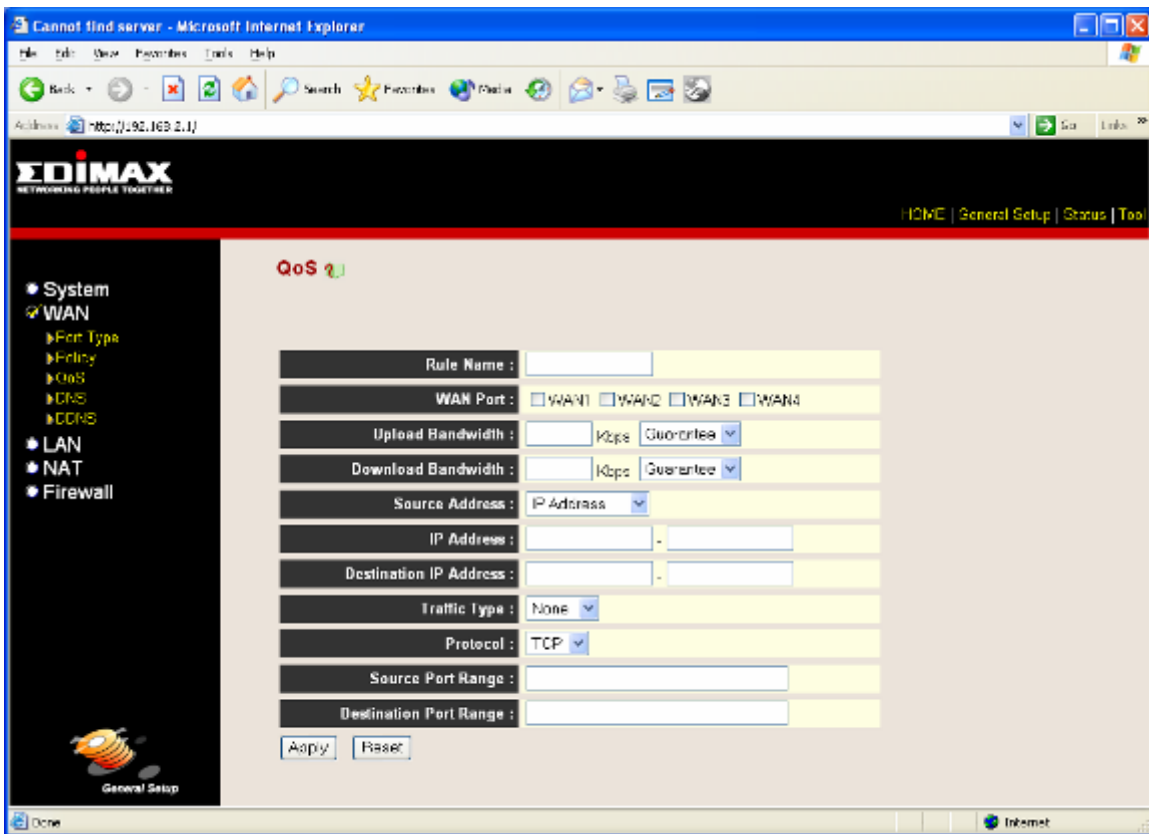 Cannot find server - Microsoft Internet Explorer
File Edit View Favorites Tools Help
Back Search Favorites Media
Address http://192.168.2.1/ Go Links »
EDIMAX
NETWORKING PEOPLE TOGETHER
HOME | General Setup | Status | Tool
QoS
System
WAN
Port Type
Policy
QoS
DNS
DDNS
LAN
NAT
Firewall
Rule Name :
WAN Port : WAN1 WAN2 WAN3 WAN4
Upload Bandwidth : Kbps Guarantee
Download Bandwidth : Kbps Guarantee
Source Address : IP Address
IP Address : -
Destination IP Address : -
Traffic Type : None
Protocol : TCP
Source Port Range :
Destination Port Range :
Apply Reset
General Setup
Done Internet